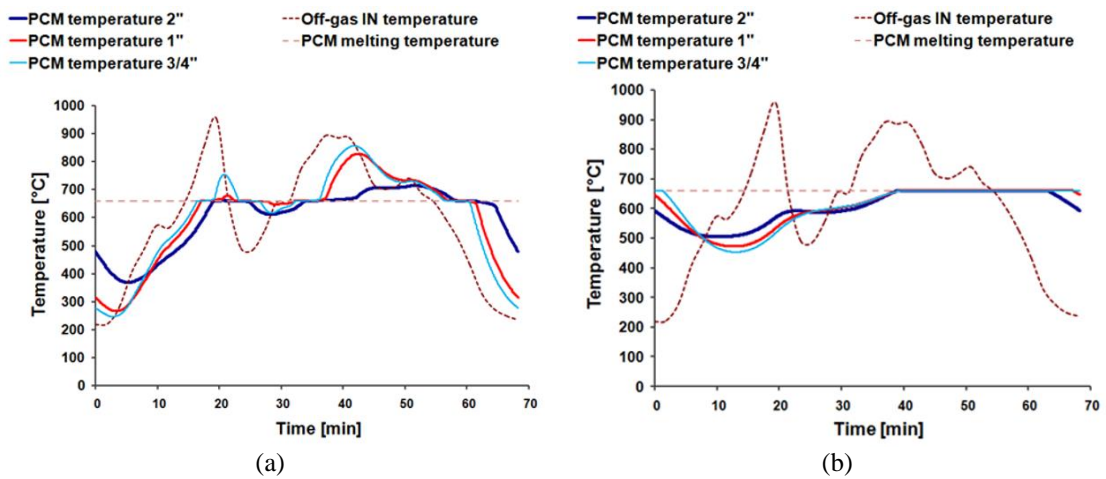 PCM temperature 2" Off-gas IN temperature
PCM temperature 1" PCM melting temperature
PCM temperature 3/4"
1000
900
800
700
600
500
400
300
200
100
0
Temperature [°C]
0 10 20 30 40 50 60 70
Time [min]
(a)
PCM temperature 2" Off-gas IN temperature
PCM temperature 1" PCM melting temperature
PCM temperature 3/4"
1000
900
800
700
600
500
400
300
200
100
0
Temperature [°C]
0 10 20 30 40 50 60 70
Time [min]
(b)